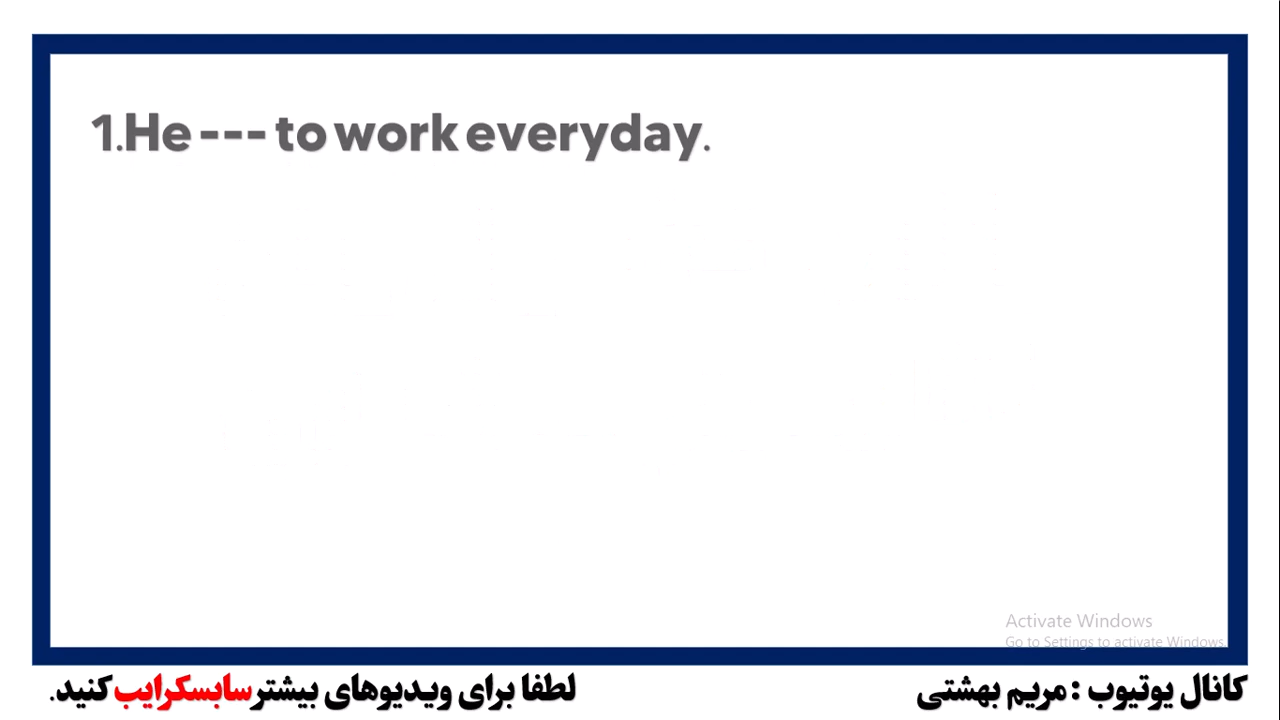 1.He --- to work everyday.
Activate Windows
Go to Settings to activate Windows.
کانال یوتیوب : مریم بهشتی
لطفا برای ویدیوهای بیشتر سابسکرایب کنید.